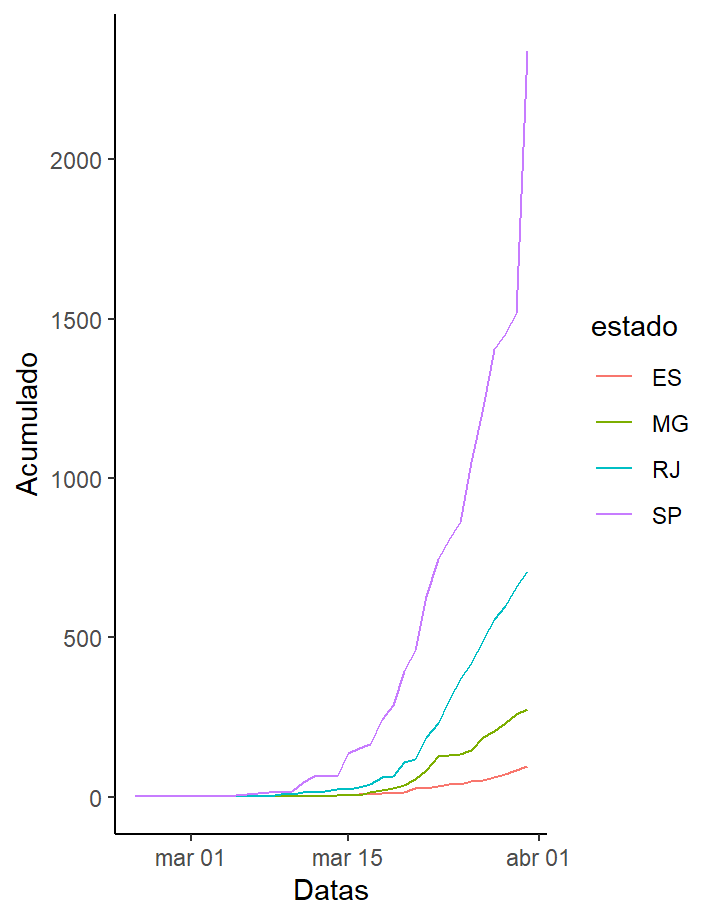 Acumulado
2000
1500
1000
500
0
mar 01
mar 15
abr 01
Datas
estado
ES
MG
RJ
SP